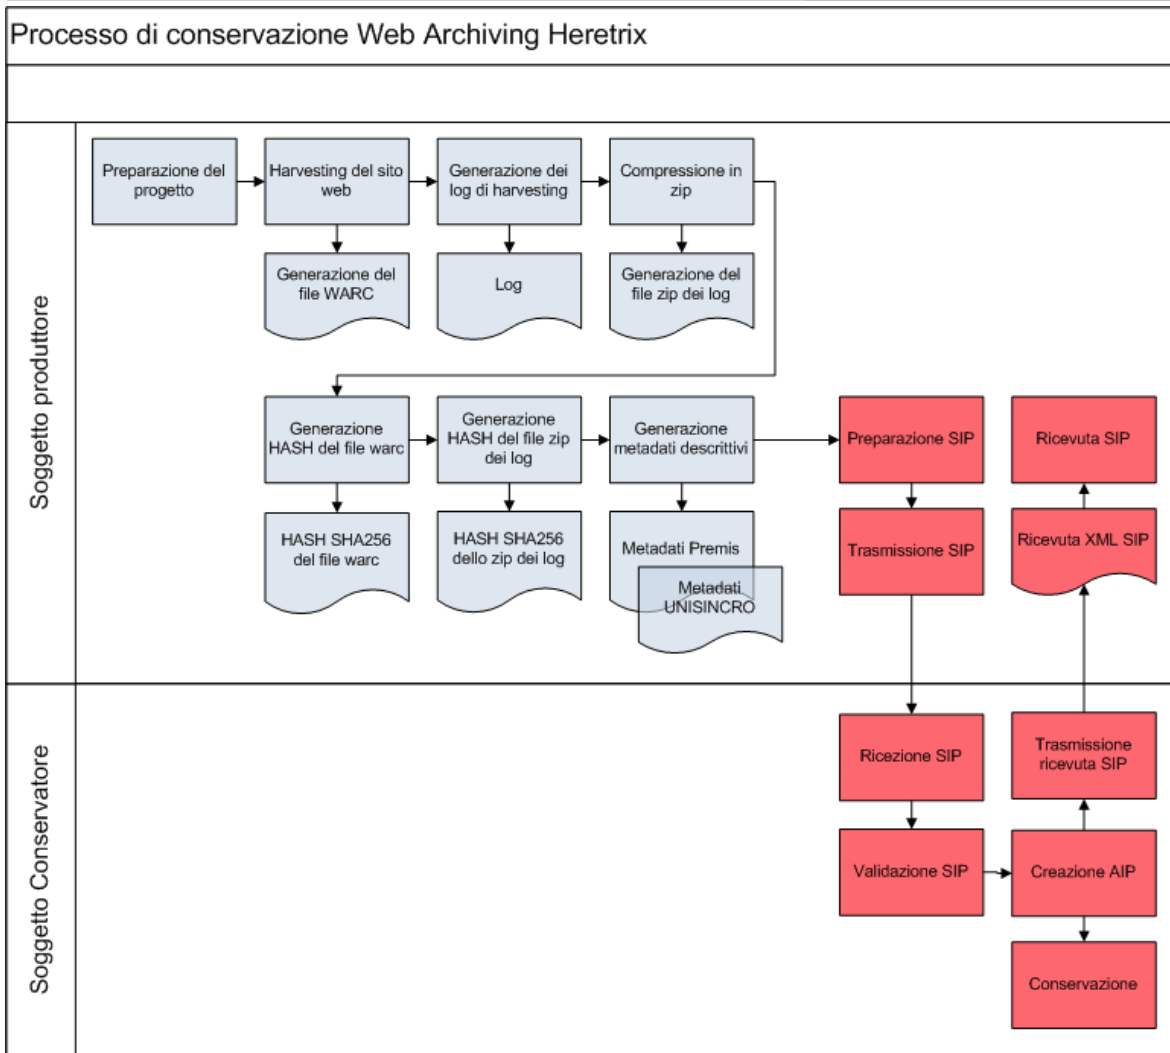 Processo di conservazione Web Archiving Heretrix
Soggetto produttore
Preparazione del
progetto
Harvesting del sito
web
Generazione dei
log di harvesting
Compressione in
zip
Generazione del
file WARC
Log
Generazione del
file zip dei log
Generazione
HASH del file warc
Generazione
HASH del file zip
dei log
Generazione
metadati descrittivi
Preparazione SIP
Ricevuta SIP
HASH SHA256
del file warc
HASH SHA256
dello zip dei log
Metadati Premis
Metadati
UNISINCRO
Trasmissione SIP
Ricevuta XML SIP
Soggetto Conservatore
Ricezione SIP
Trasmissione
ricevuta SIP
Validazione SIP
Creazione AIP
Conservazione